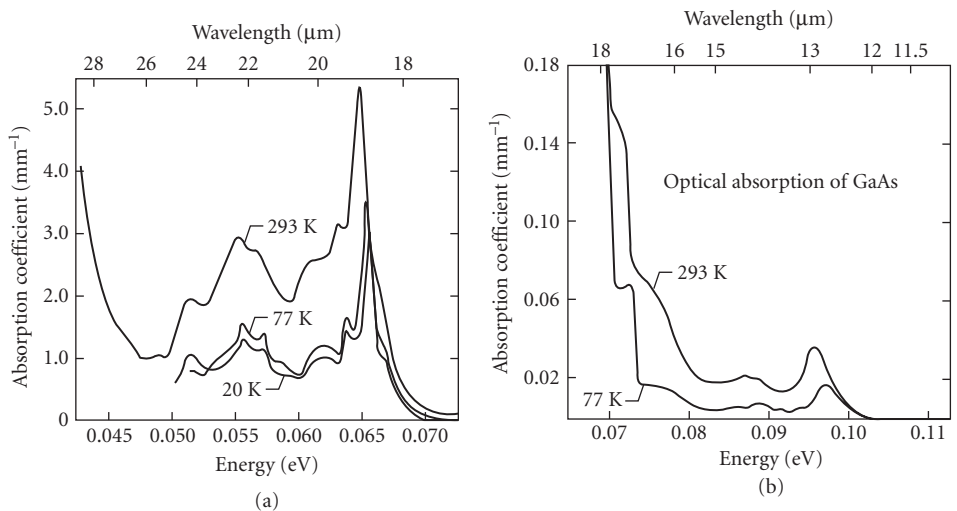 Wavelength (μm)
28 26 24 22 20 18
Absorption coefficient (mm⁻¹)
5.0
4.0
3.0
2.0
1.0
0
293 K
77 K
20 K
0.045 0.050 0.055 0.060 0.065 0.070
Energy (eV)
(a)
Wavelength (μm)
18 16 15 13 12 11.5
Absorption coefficient (mm⁻¹)
0.18
0.14
0.10
0.06
0.02
Optical absorption of GaAs
293 K
77 K
0.07 0.08 0.09 0.10 0.11
Energy (eV)
(b)